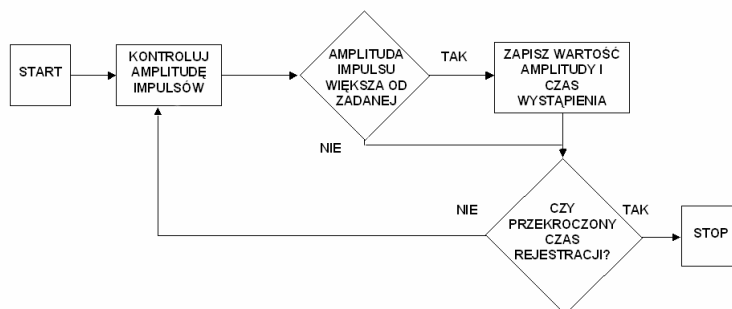 START
KONTROLUJ
AMPLITUDĘ
IMPULSÓW
AMPLITUDA
IMPULSU
WIĘKSZA OD
ZADANEJ
TAK
ZAPISZ WARTOŚĆ
AMPLITUDY I
CZAS
WYSTĄPIENIA
NIE
CZY
PRZEKROCZONY
CZAS
REJESTRACJI?
NIE
TAK
STOP